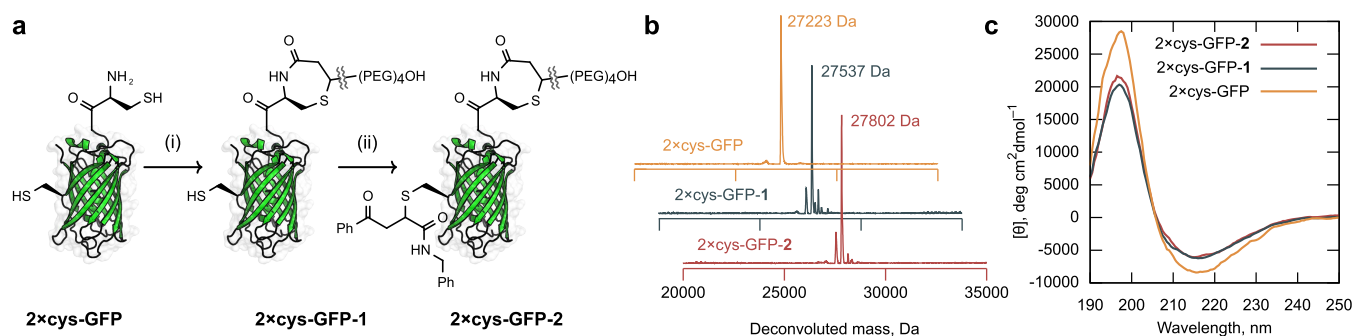 a
O
NH₂
SH
O
HS
(i)
O
HN
(PEG)4OH
S
O
HS
(ii)
O
HN
(PEG)4OH
S
O
S
O
Ph
O
NH
Ph
2×cys-GFP
2×cys-GFP-1
2×cys-GFP-2
b
27223 Da
27537 Da
27802 Da
2×cys-GFP
2×cys-GFP-1
2×cys-GFP-2
20000 25000 30000 35000
Deconvoluted mass, Da
c
30000
25000
20000
15000
10000
5000
0
-5000
-10000
[θ], deg cm²dmol⁻¹
2×cys-GFP-2
2×cys-GFP-1
2×cys-GFP
190 200 210 220 230 240 250
Wavelength, nm